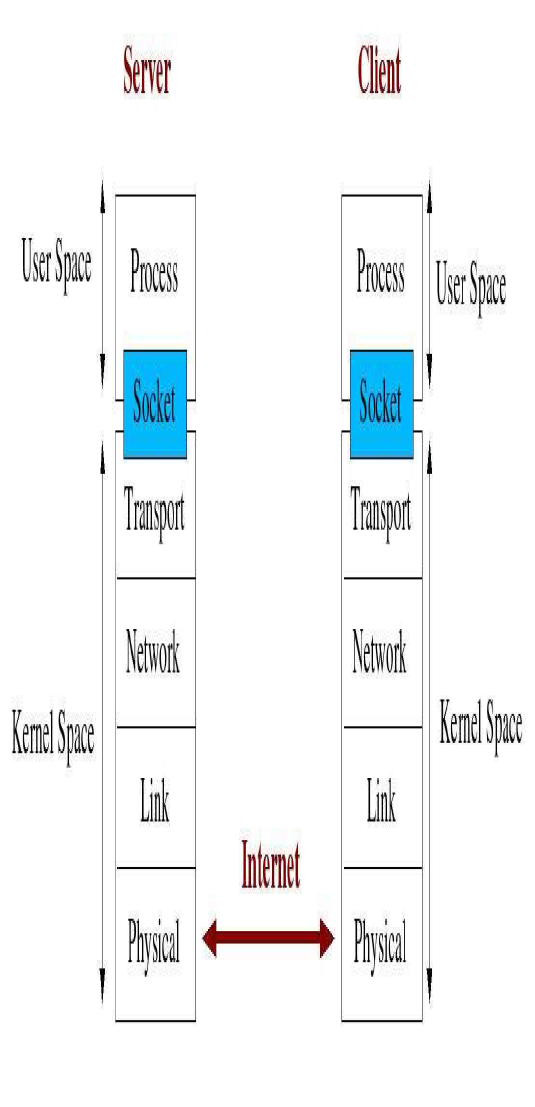 Server
Client
User Space
Process
Process
User Space
Socket
Socket
Transport
Transport
Network
Network
Kernel Space
Kernel Space
Link
Link
Internet
Physical
Physical